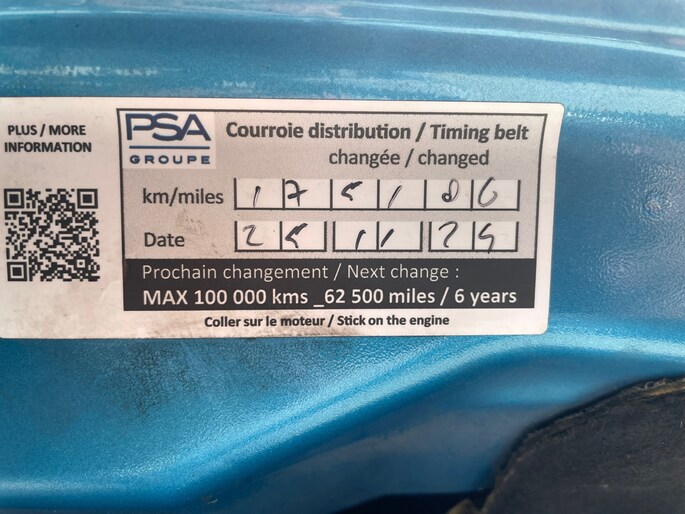 PLUS / MORE
INFORMATION
PSA
GROUPE
Courroie distribution / Timing belt
changée / changed
km/miles 175186
Date 25 11 25
Prochain changement / Next change :
MAX 100 000 kms _62 500 miles / 6 years
Coller sur le moteur / Stick on the engine